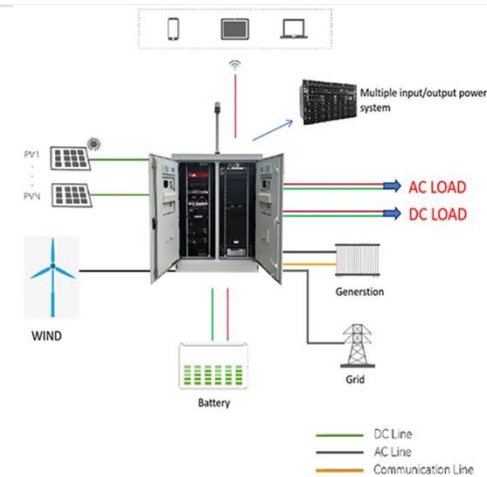 Multiple input/output power
system
PV1
PVN
AC LOAD
DC LOAD
WIND
Generstion
Grid
Battery
DC Line
AC Line
Communication Line